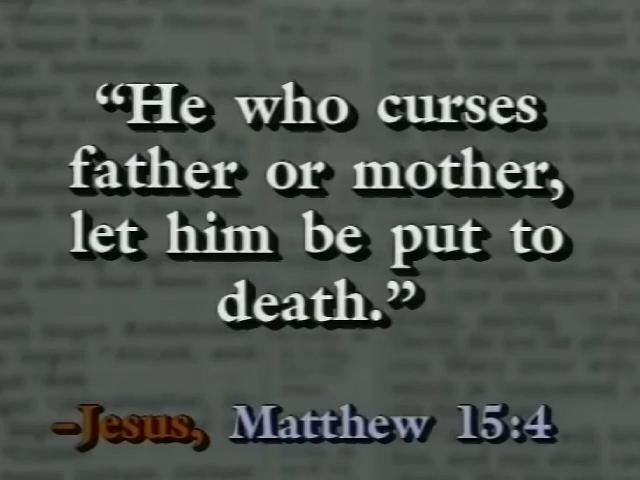 “He who curses
father or mother,
let him be put to
death.”
–Jesus, Matthew 15:4